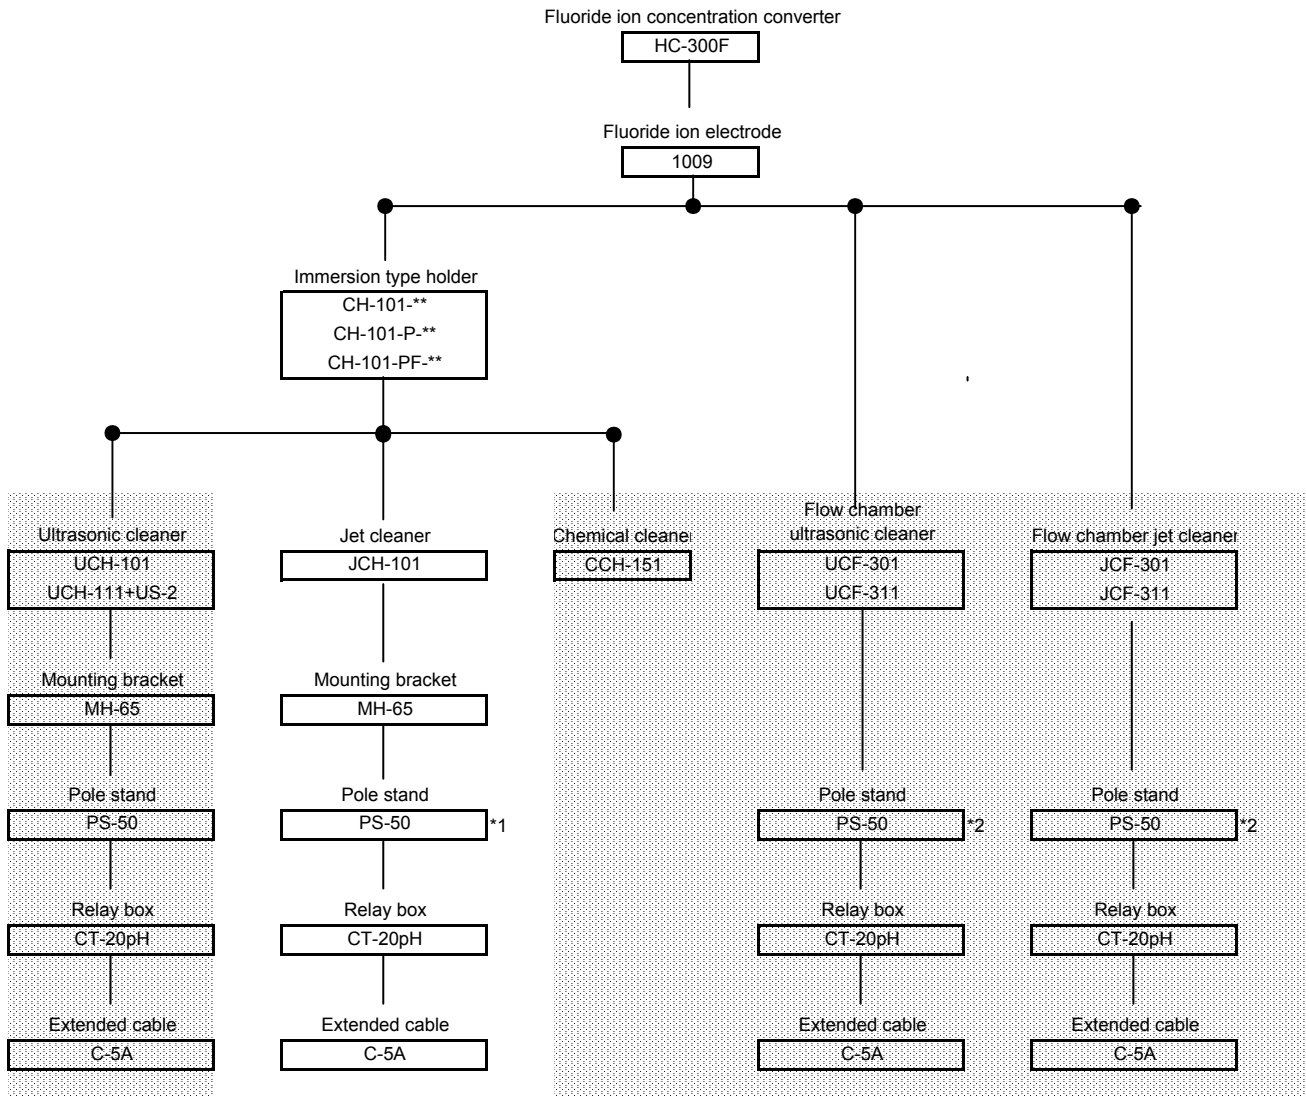 Fluoride ion concentration converter
HC-300F
Fluoride ion electrode
1009
Immersion type holder
CH-101-**
CH-101-P-**
CH-101-PF-**
Ultrasonic cleaner
UCH-101
UCH-111+US-2
Jet cleaner
JCH-101
Chemical cleane
CCH-151
Flow chamber
ultrasonic cleaner
UCF-301
UCF-311
Flow chamber jet cleaner
JCF-301
JCF-311
Mounting bracket
MH-65
Mounting bracket
MH-65
Pole stand
PS-50
Pole stand
PS-50 *1
Pole stand
PS-50 *2
Pole stand
PS-50 *2
Relay box
CT-20pH
Relay box
CT-20pH
Relay box
CT-20pH
Relay box
CT-20pH
Extended cable
C-5A
Extended cable
C-5A
Extended cable
C-5A
Extended cable
C-5A